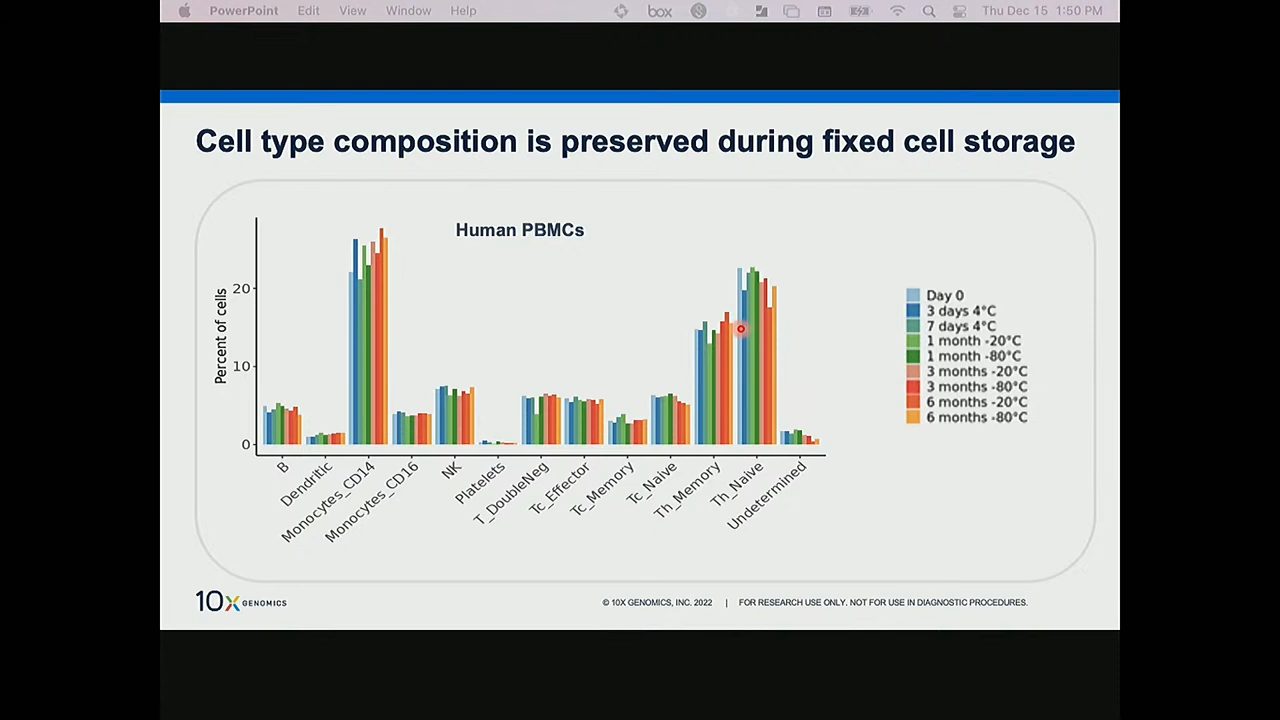 PowerPoint Edit View Window Help box Thu Dec 15 1:50 PM
Cell type composition is preserved during fixed cell storage
Human PBMCs
Percent of cells
20
10
0
B
Dendritic
Monocytes_CD14
Monocytes_CD16
NK
Platelets
T_DoubleNeg
Tc_Effector
Tc_Memory
Tc_Naive
Th_Memory
Th_Naive
Undetermined
Day 0
3 days 4°C
7 days 4°C
1 month -20°C
1 month -80°C
3 months -20°C
3 months -80°C
6 months -20°C
6 months -80°C
10X GENOMICS
© 10X GENOMICS, INC. 2022 | FOR RESEARCH USE ONLY. NOT FOR USE IN DIAGNOSTIC PROCEDURES.